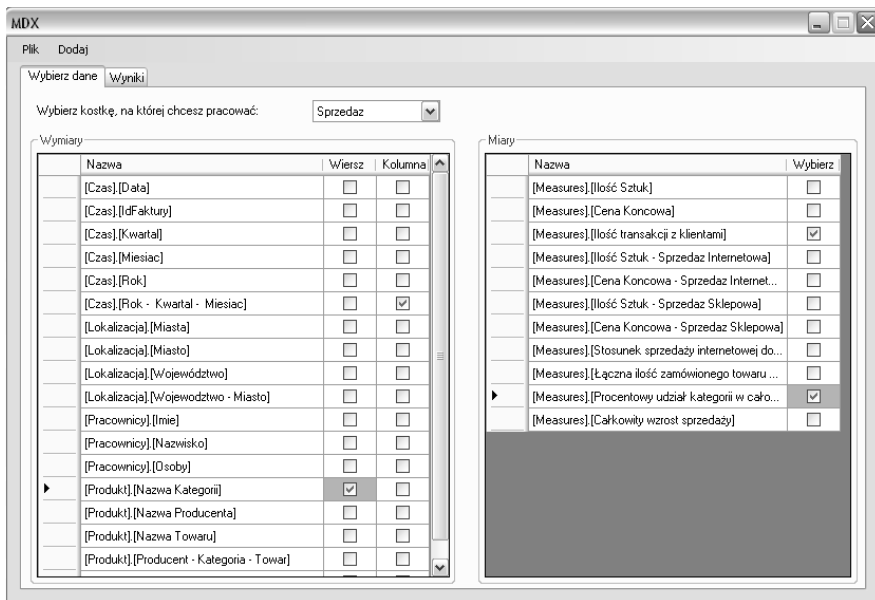 MDX
Plik Dodaj
Wybierz dane Wyniki
Wybierz kostkę, na której chcesz pracować: Sprzedaz
Wymiary
Nazwa Wiersz Kolumna
[Czas].[Data]
[Czas].[IdFaktury]
[Czas].[Kwartal]
[Czas].[Miesiac]
[Czas].[Rok]
[Czas].[Rok - Kwartal - Miesiac]
[Lokalizacja].[Miasta]
[Lokalizacja].[Miasto]
[Lokalizacja].[Województwo]
[Lokalizacja].[Wojewodztwo - Miasto]
[Pracownicy].[Imie]
[Pracownicy].[Nazwisko]
[Pracownicy].[Osoby]
[Produkt].[Nazwa Kategorii]
[Produkt].[Nazwa Producenta]
[Produkt].[Nazwa Towaru]
[Produkt].[Producent - Kategoria - Towar]
Miary
Nazwa Wybierz
[Measures].[Ilość Sztuk]
[Measures].[Cena Koncowa]
[Measures].[Ilość transakcji z klientami]
[Measures].[Ilość Sztuk - Sprzedaz Internetowa]
[Measures].[Cena Koncowa - Sprzedaz Internet...
[Measures].[Ilość Sztuk - Sprzedaz Sklepowa]
[Measures].[Cena Koncowa - Sprzedaz Sklepowa]
[Measures].[Stosunek sprzedaży internetowej do...
[Measures].[Łączna ilość zamówionego towaru ...
[Measures].[Procentowy udział kategorii w cało...
[Measures].[Całkowity wzrost sprzedaży]